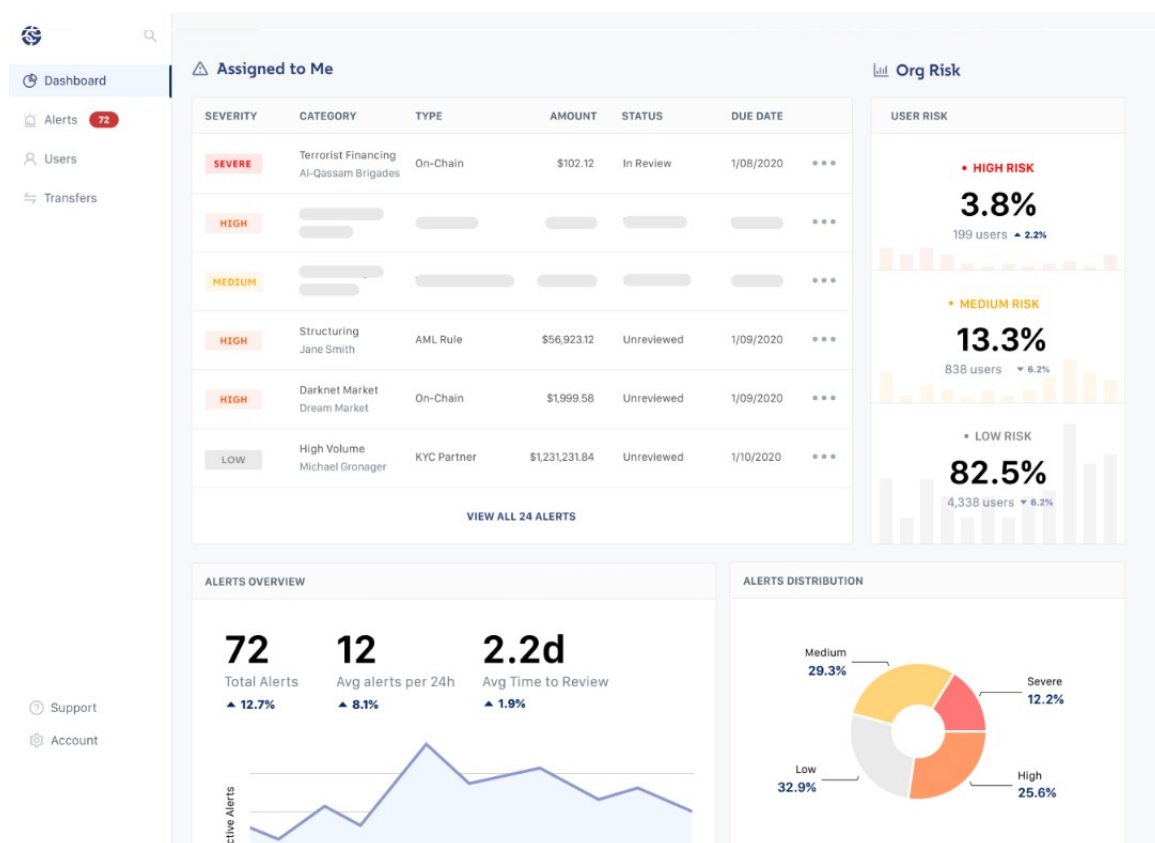 Dashboard
Alerts 72
Users
Transfers
Support
Account
Assigned to Me
SEVERITY CATEGORY TYPE AMOUNT STATUS DUE DATE
SEVERE Terrorist Financing On-Chain $102.12 In Review 1/08/2020
Al-Qassam Brigades
HIGH
MEDIUM
HIGH Structuring AML Rule $56,923.12 Unreviewed 1/09/2020
Jane Smith
HIGH Darknet Market On-Chain $1,999.58 Unreviewed 1/09/2020
Dream Market
LOW High Volume KYC Partner $1,231,231.84 Unreviewed 1/10/2020
Michael Gronager
VIEW ALL 24 ALERTS
Org Risk
USER RISK
• HIGH RISK
3.8%
199 users ▲ 2.2%
• MEDIUM RISK
13.3%
838 users ▼ 6.2%
• LOW RISK
82.5%
4,338 users ▼ 6.2%
ALERTS OVERVIEW
72 12 2.2d
Total Alerts Avg alerts per 24h Avg Time to Review
▲ 12.7% ▲ 8.1% ▲ 1.9%
ctive Alerts
ALERTS DISTRIBUTION
Medium
29.3%
Severe
12.2%
Low
32.9%
High
25.6%